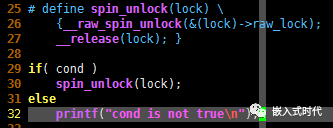 25 # define spin_unlock(lock) \
26     {__raw_spin_unlock(&(lock)->raw_lock);
27     __release(lock); }
28
29 if( cond )
30     spin_unlock(lock);
31 else
32     printf("cond is not true\n");
嵌入式时代